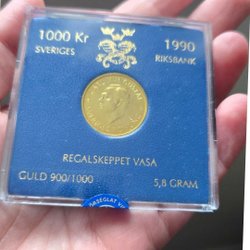 1000 Kr 1990
SVERIGES RIKSBANK
REGALSKEPPET VASA
GULD 900/1000 5,8 GRAM